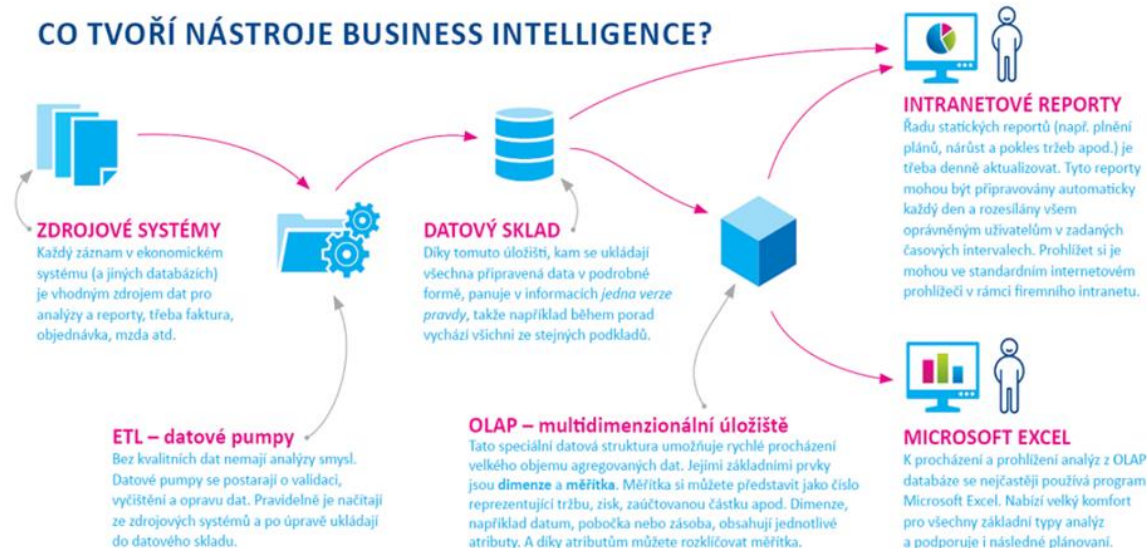 CO TVOŘÍ NÁSTROJE BUSINESS INTELLIGENCE?
ZDROJOVÉ SYSTÉMY
Každý záznam v ekonomickém
systému (a jiných databázích)
je vhodným zdrojem dat pro
analýzy a reporty, třeba faktura,
objednávka, mzda atd.
ETL – datové pumpy
Bez kvalitních dat nemají analýzy smysl.
Datové pumpy se postarají o validaci,
vyčištění a opravu dat. Pravidelně je načítají
ze zdrojových systémů a po úpravě ukládají
do datového skladu.
DATOVÝ SKLAD
Díky tomuto úložišti, kam se ukládají
všechna připravená data v podrobné
formě, panuje v informacích jedna verze
pravdy, takže například během porad
vychází všichni ze stejných podkladů.
OLAP – multidimenzionální úložiště
Tato speciální datová struktura umožňuje rychlé procházení
velkého objemu agregovaných dat. Jejími základními prvky
jsou dimenze a měřítka. Měřítka si můžete představit jako číslo
reprezentující tržbu, zisk, zaúčtovanou částku apod. Dimenze,
například datum, pobočka nebo zásoba, obsahují jednotlivé
atributy. A díky atributům můžete rozklíčovat měřítka.
INTRANETOVÉ REPORTY
Řadu statických reportů (např. plnění
plánů, nárůst a pokles tržeb apod.) je
třeba denně aktualizovat. Tyto reporty
mohou být připravovány automaticky
každý den a rozesílány všem
oprávněným uživatelům v zadaných
časových intervalech. Prohlížet si je
mohou ve standardním internetovém
prohlížeči v rámci firemního intranetu.
MICROSOFT EXCEL
K procházení a prohlížení analýz z OLAP
databáze se nejčastěji používá program
Microsoft Excel. Nabízí velký komfort
pro všechny základní typy analýz
a podporuje i následné plánovaní.